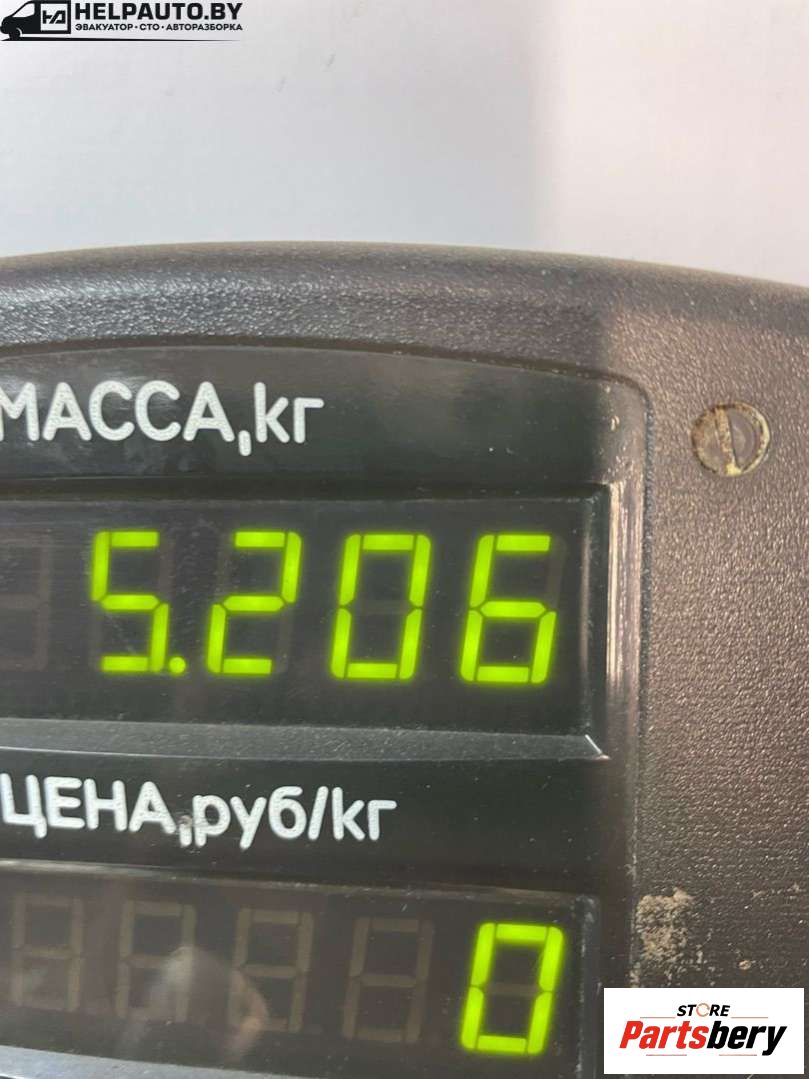 HELPAUTO.BY
ЭВАКУАТОР · СТО · АВТОРАЗБОРКА
МАССА,кг
5.206
ЦЕНА,руб/кг
0
STORE
Partsbery